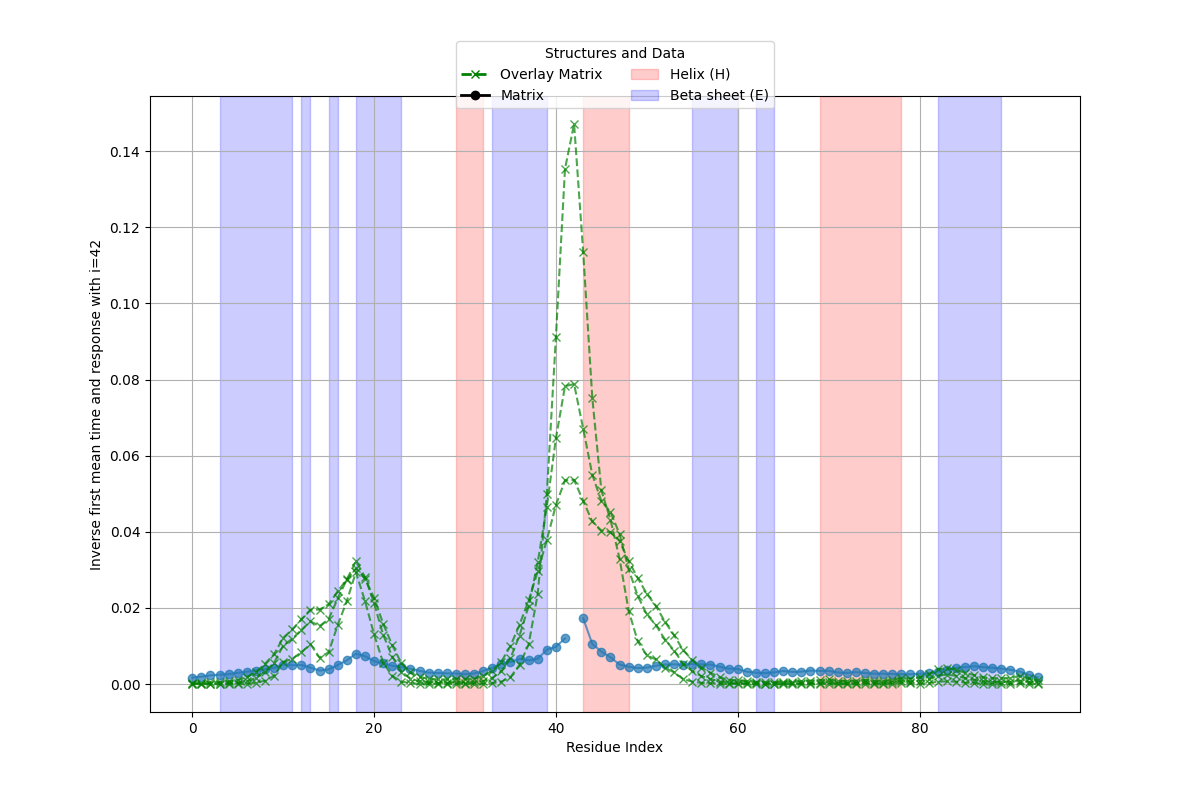 Structures and Data
Overlay Matrix
Matrix
Helix (H)
Beta sheet (E)
Inverse first mean time and response with i=42
0.14
0.12
0.10
0.08
0.06
0.04
0.02
0.00
0 20 40 60 80
Residue Index